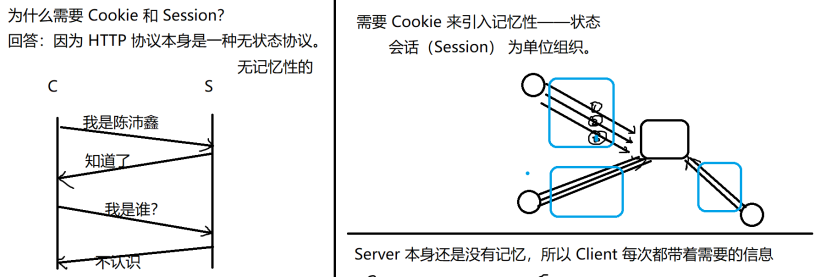 为什么需要 Cookie 和 Session？
回答：因为 HTTP 协议本身是一种无状态协议。
无记忆性的
C
S
我是陈沛鑫
知道了
我是谁？
不认识
需要 Cookie 来引入记忆性——状态
会话（Session） 为单位组织。
Server 本身还是没有记忆，所以 Client 每次都带着需要的信息